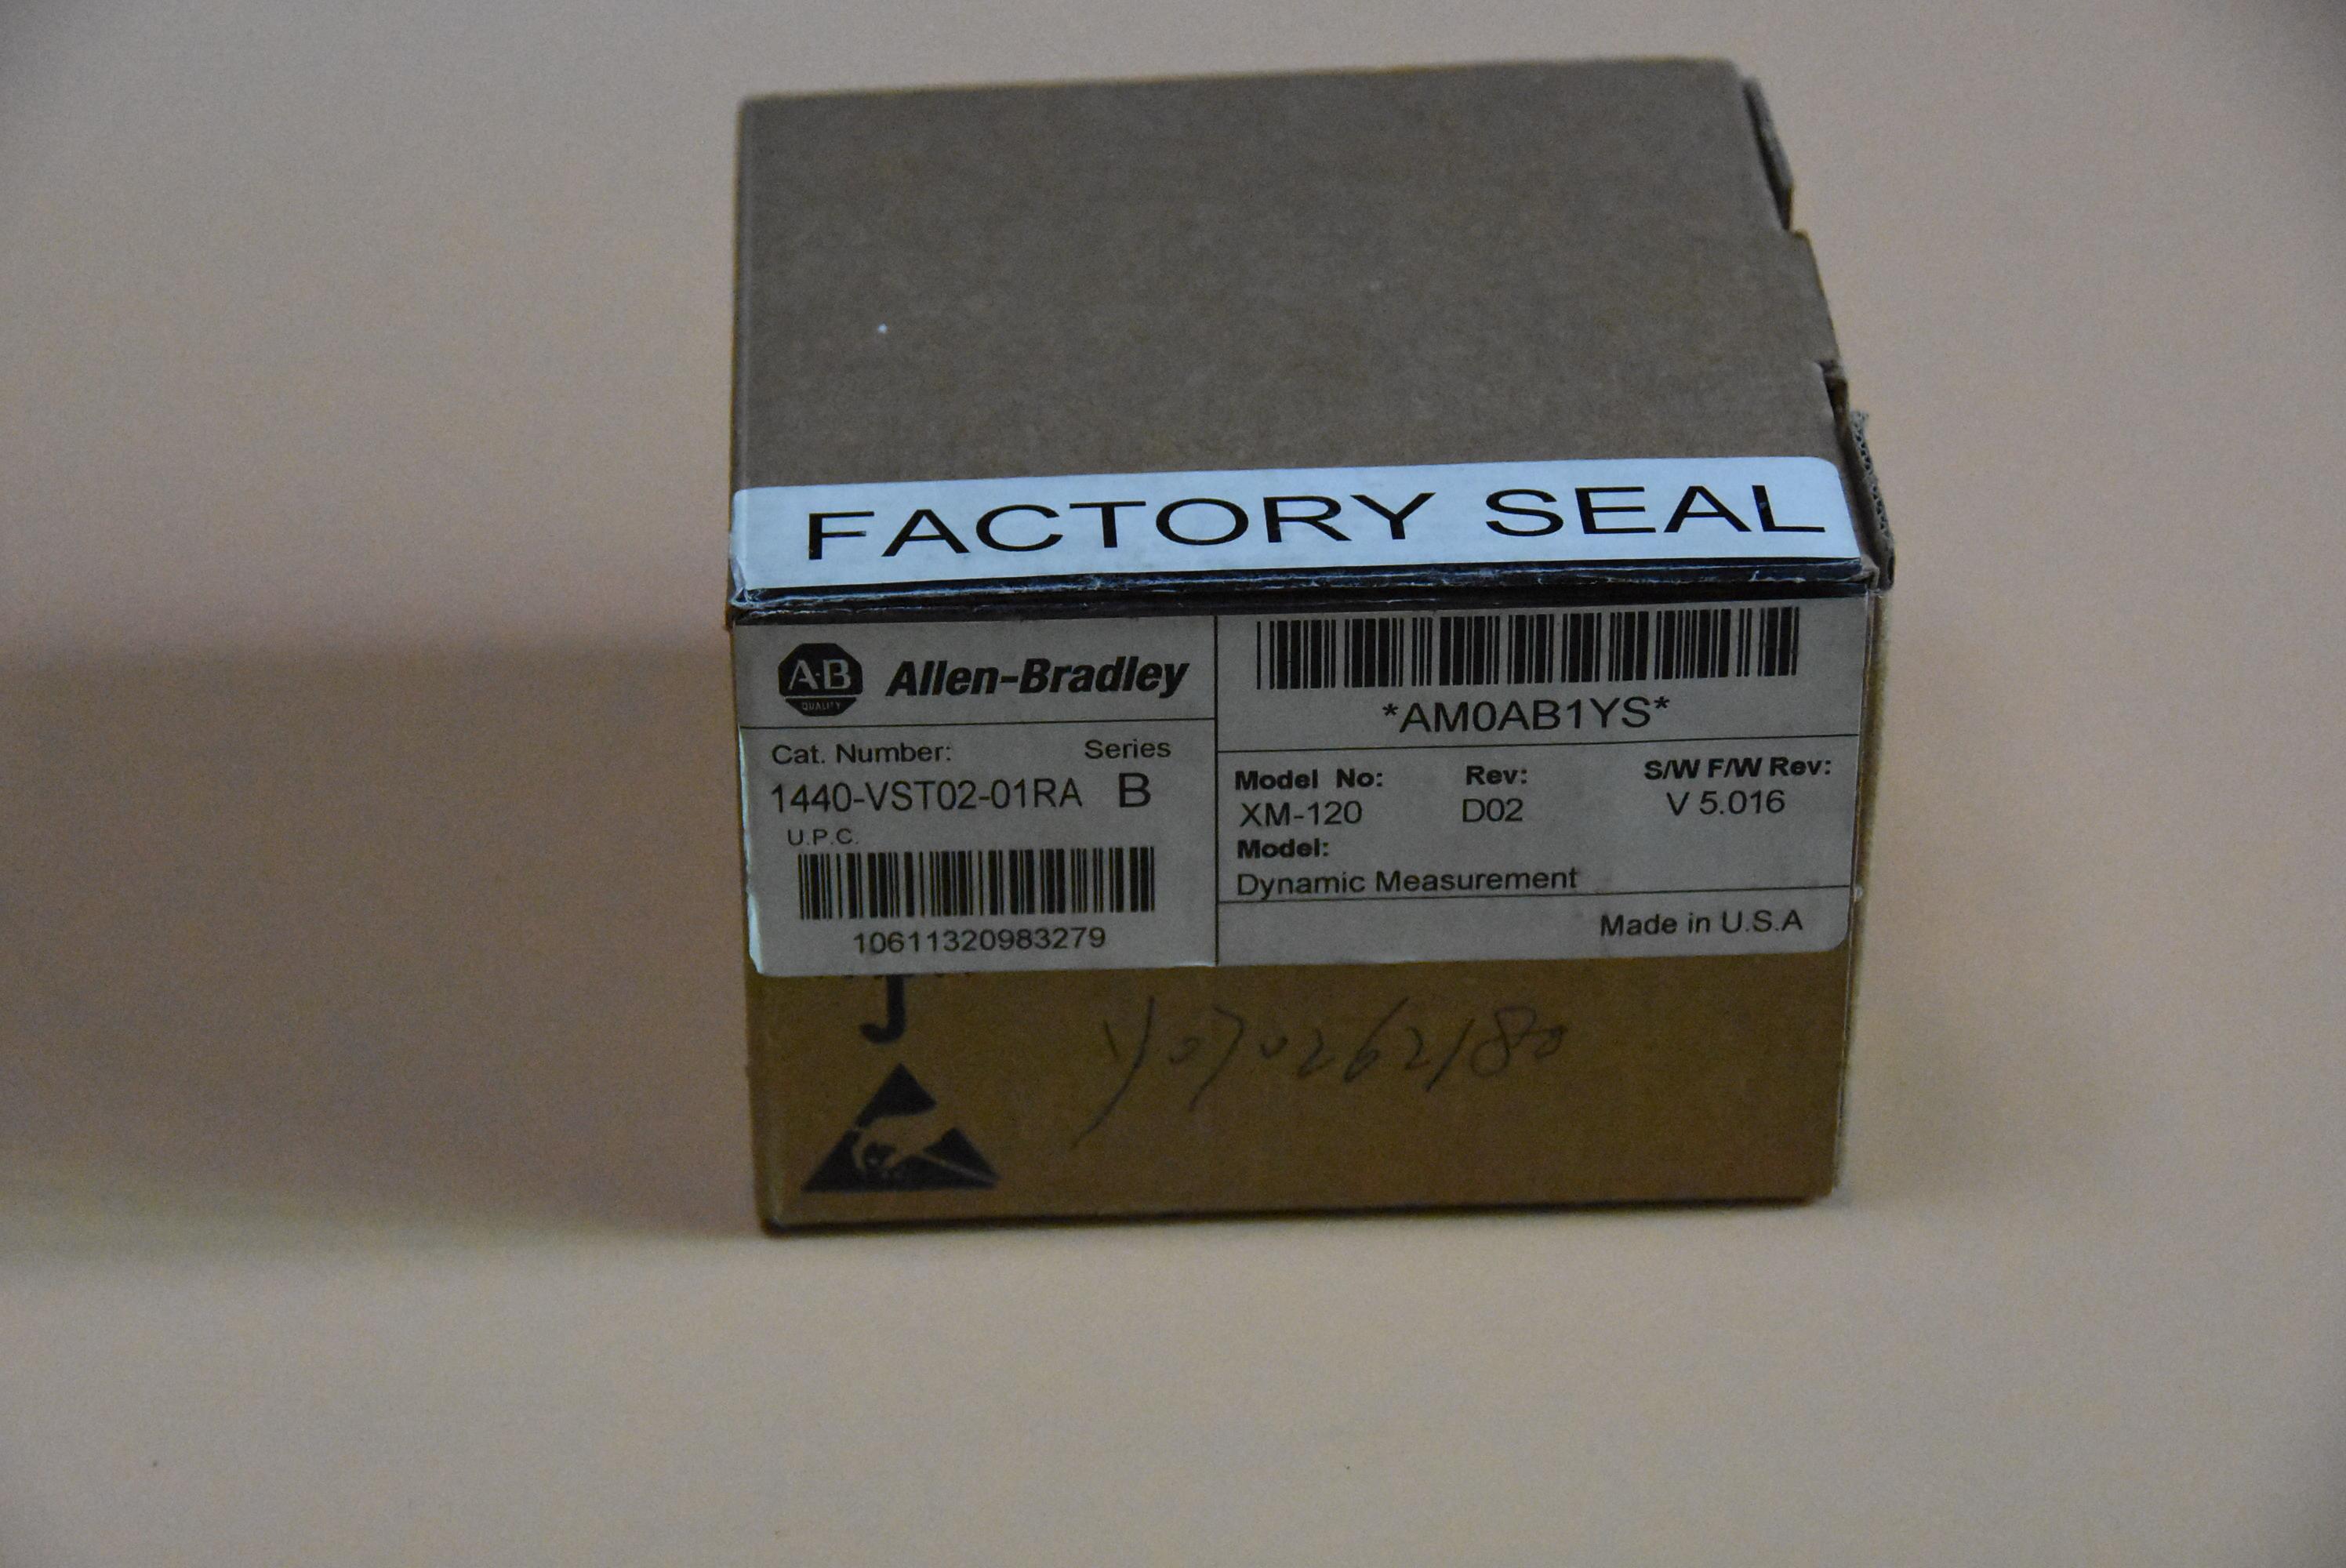 FACTORY SEAL
A·B
QUALITY
Allen-Bradley
Cat. Number: Series
1440-VST02-01RA B
U.P.C.
10611320983279
*AM0AB1YS*
Model No: Rev: S/W F/W Rev:
XM-120 D02 V 5.016
Model:
Dynamic Measurement
Made in U.S.A